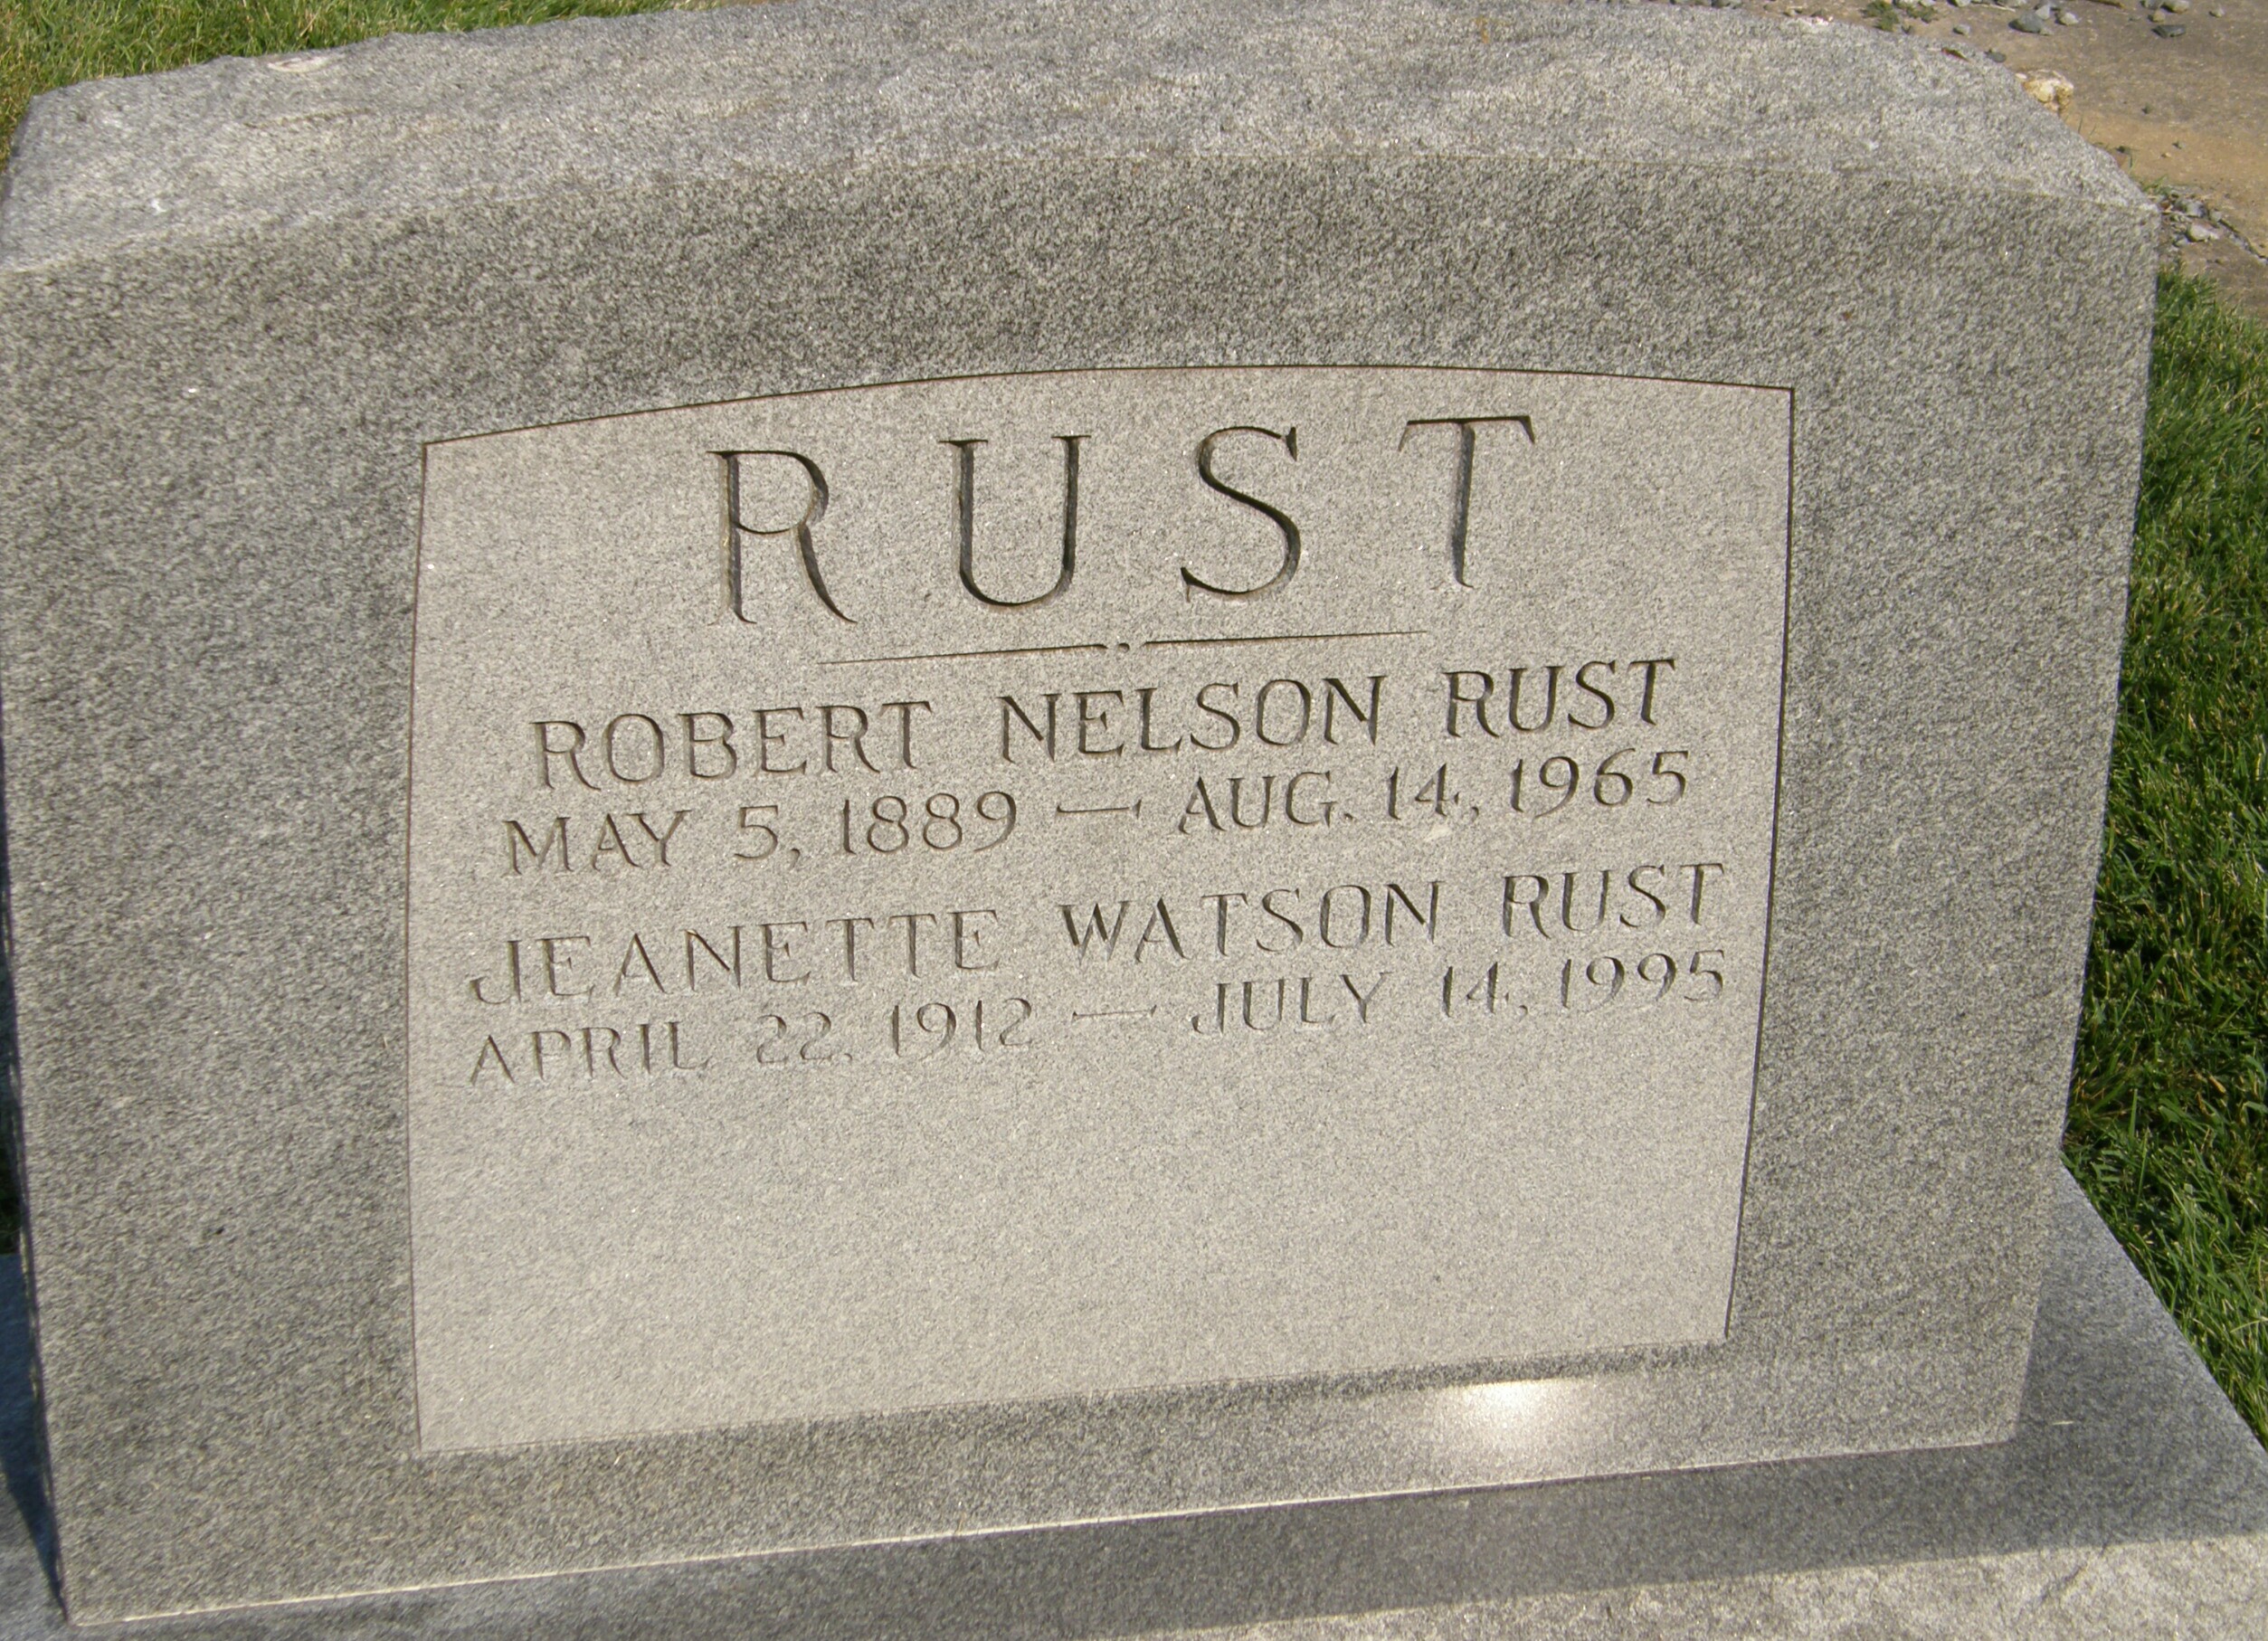 RUST
ROBERT NELSON RUST
MAY 5, 1889 — AUG. 14, 1965
JEANETTE WATSON RUST
APRIL 22, 1912 — JULY 14, 1995